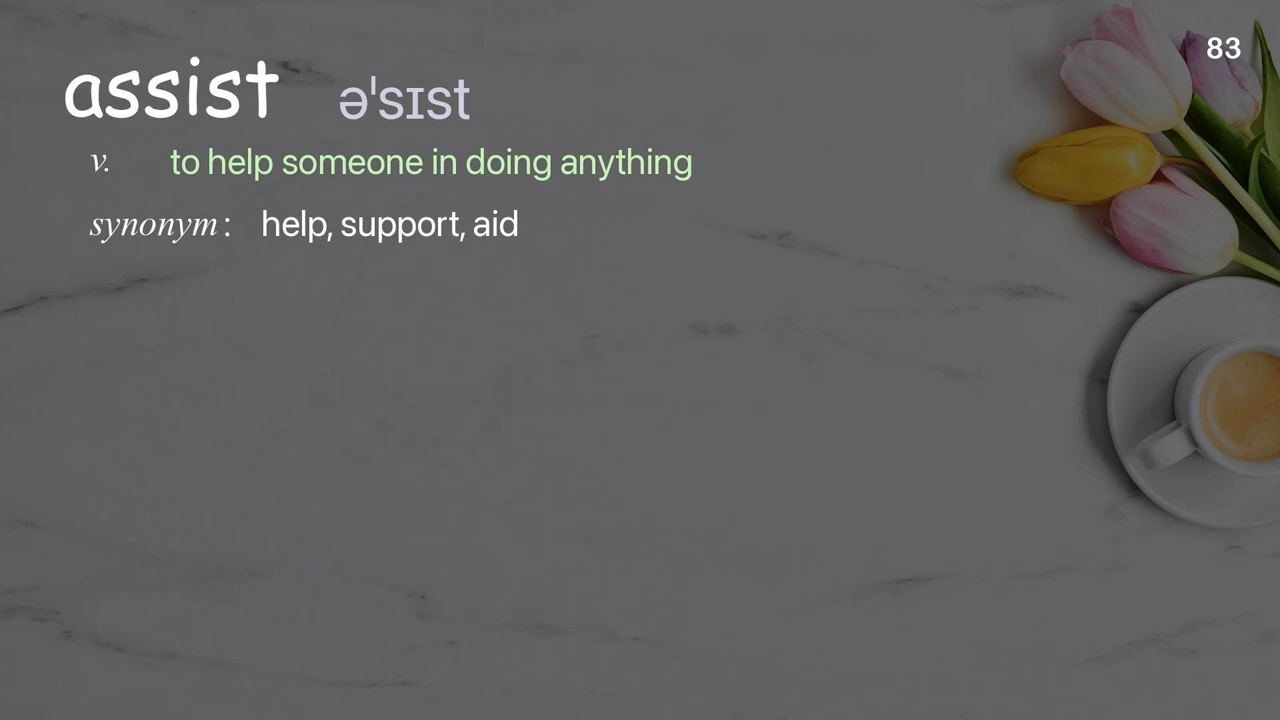 83
assist əˈsɪst
v. to help someone in doing anything
synonym: help, support, aid